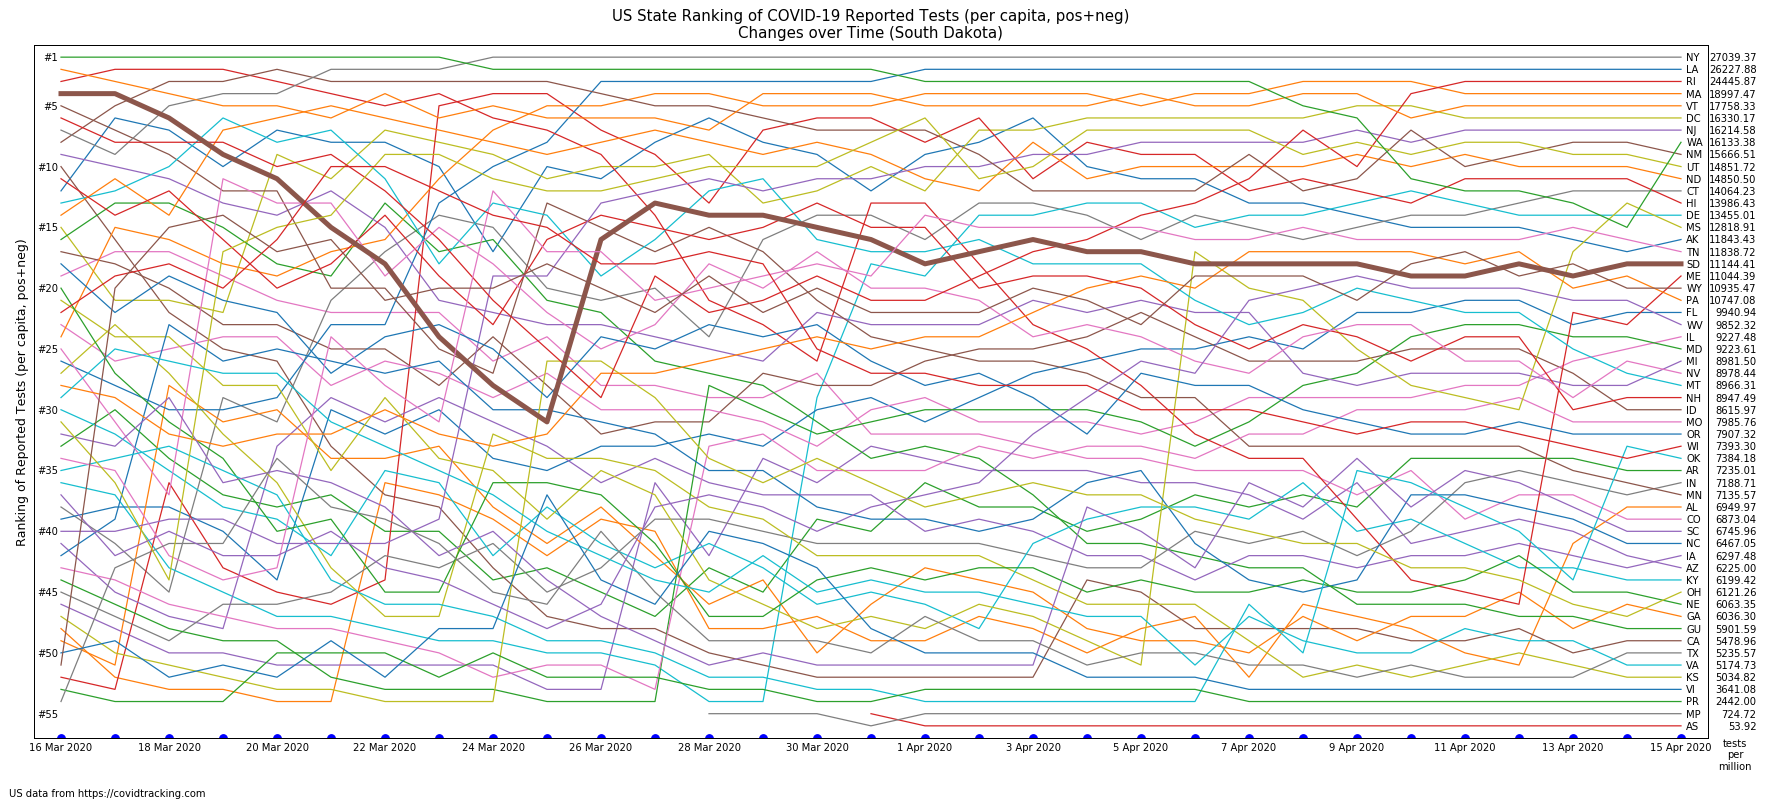 US State Ranking of COVID-19 Reported Tests (per capita, pos+neg)
Changes over Time (South Dakota)
Ranking of Reported Tests (per capita, pos+neg)
#1
#5
#10
#15
#20
#25
#30
#35
#40
#45
#50
#55
NY 27039.37
LA 26227.88
RI 24445.87
MA 18997.47
VT 17758.33
DC 16330.17
NJ 16214.58
WA 16133.38
NM 15666.51
UT 14851.72
ND 14850.50
CT 14064.23
HI 13986.43
DE 13455.01
MS 12818.91
AK 11843.43
TN 11838.72
SD 11144.41
ME 11044.39
WY 10935.47
PA 10747.08
FL 9940.94
WV 9852.32
IL 9227.48
MD 9223.61
MI 8981.50
NV 8978.44
MT 8966.31
NH 8947.49
ID 8615.97
MO 7985.76
OR 7907.32
WI 7393.30
OK 7384.18
AR 7235.01
IN 7188.71
MN 7135.57
AL 6949.97
CO 6873.04
SC 6745.96
NC 6467.05
IA 6297.48
AZ 6225.00
KY 6199.42
OH 6121.26
NE 6063.35
GA 6036.30
GU 5901.59
CA 5478.96
TX 5235.57
VA 5174.73
KS 5034.82
VI 3641.08
PR 2442.00
MP 724.72
AS 53.92
16 Mar 2020 18 Mar 2020 20 Mar 2020 22 Mar 2020 24 Mar 2020 26 Mar 2020 28 Mar 2020 30 Mar 2020 1 Apr 2020 3 Apr 2020 5 Apr 2020 7 Apr 2020 9 Apr 2020 11 Apr 2020 13 Apr 2020 15 Apr 2020
tests
per
million
US data from https://covidtracking.com